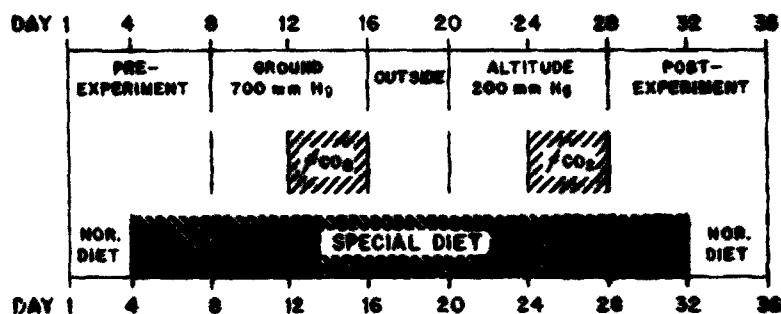 DAY 1 4 8 12 16 20 24 28 32 36
PRE-
EXPERIMENT
GROUND
700 mm Hg
OUTSIDE
ALTITUDE
200 mm Hg
POST-
EXPERIMENT
CO2
CO2
NOR.
DIET
SPECIAL DIET
NOR.
DIET
DAY 1 4 8 12 16 20 24 28 32 36